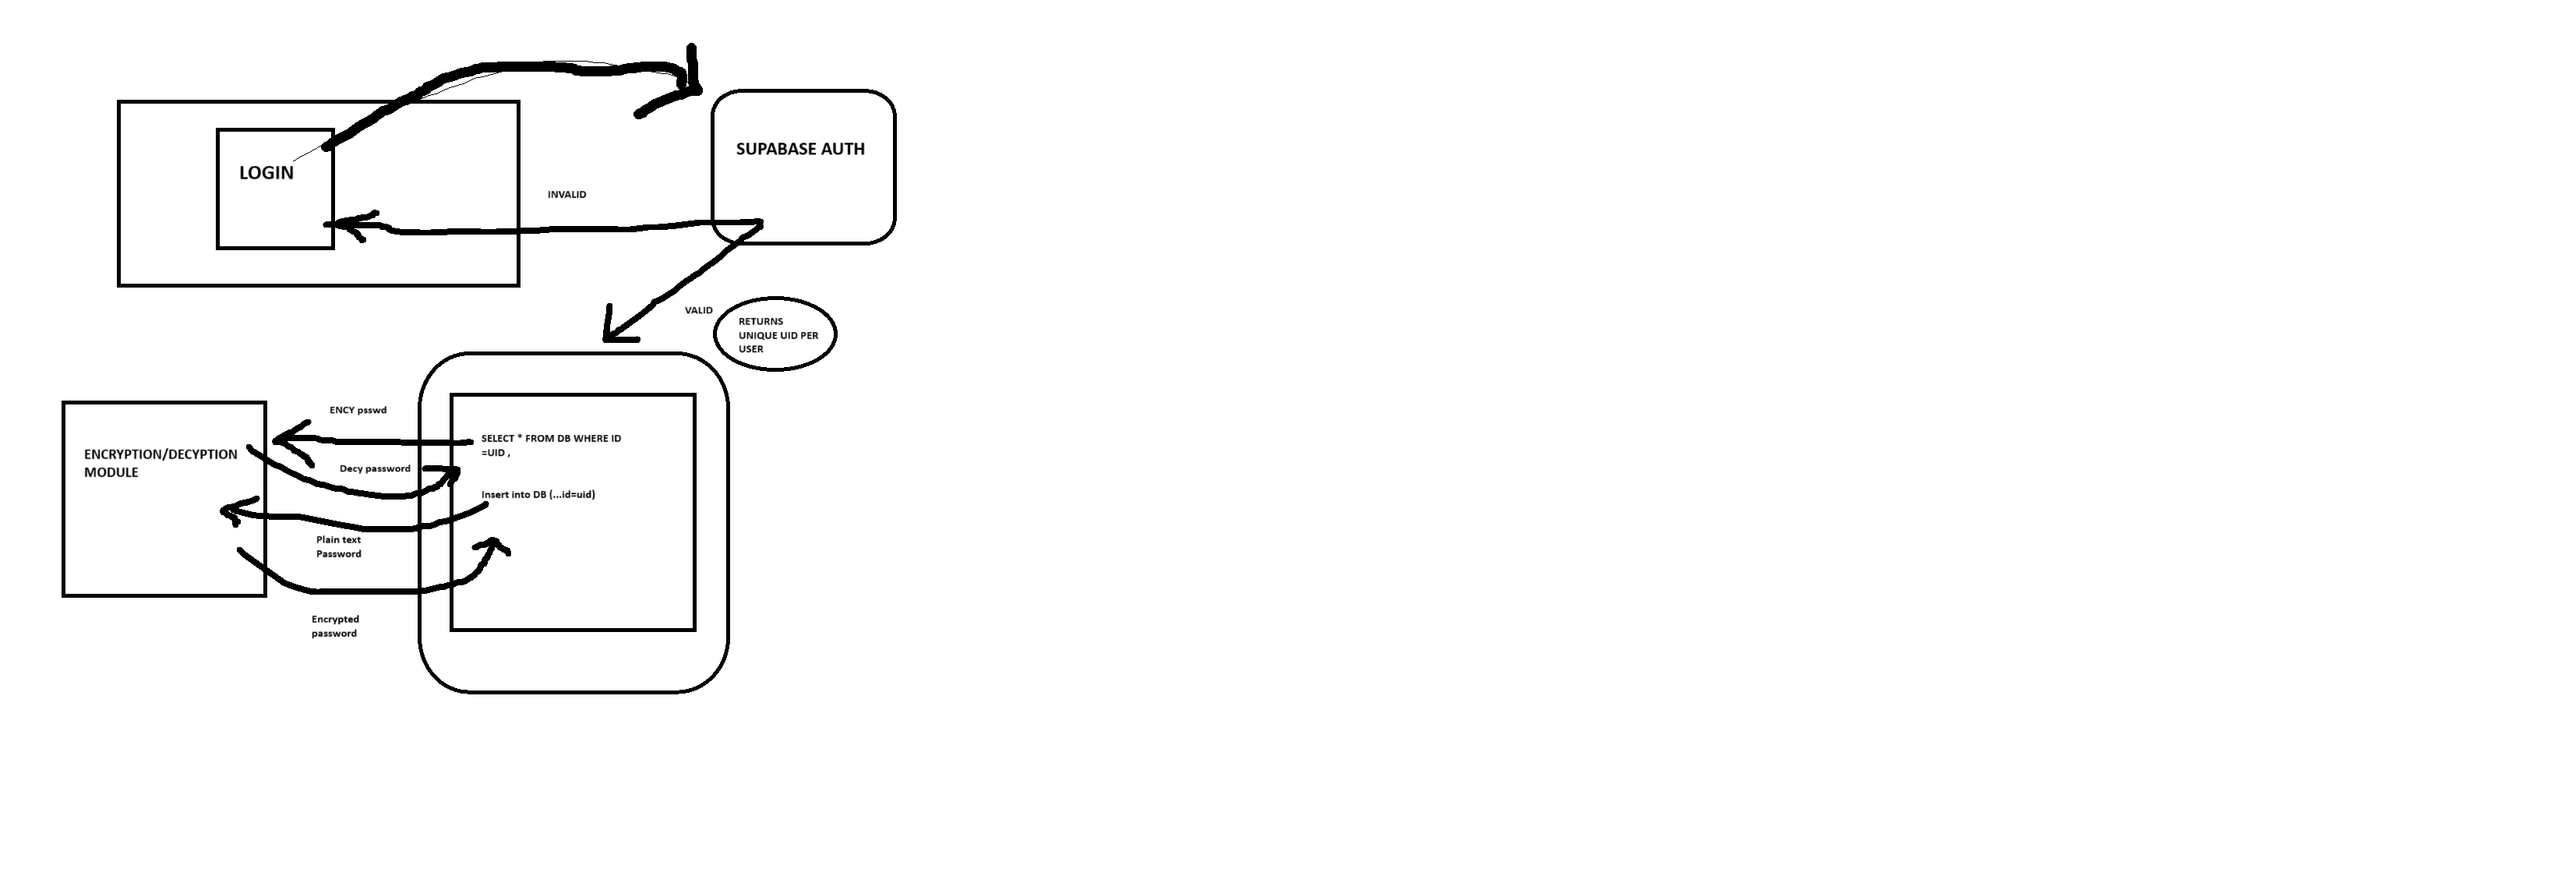 LOGIN
SUPABASE AUTH
INVALID
VALID
RETURNS
UNIQUE UID PER
USER
ENCY psswd
ENCRYPTION/DECYPTION
MODULE
SELECT * FROM DB WHERE ID
=UID ,
Decy password
Insert into DB (...id=uid)
Plain text
Password
Encrypted
password